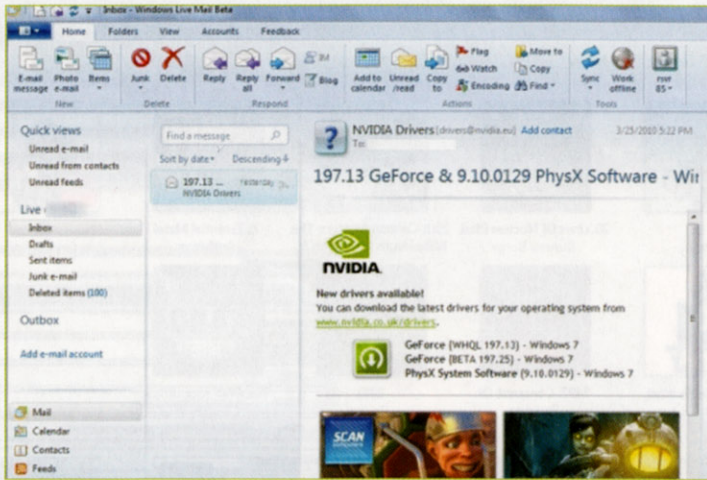 Inbox - Windows Live Mail Beta
Home Folders View Accounts Feedback
E-mail message
Photo e-mail
Items
Junk
Delete
Reply
Reply all
Forward
IM
Blog
Add to calendar
Unread /read
Copy to
Flag
Watch
Encoding
Move to
Copy
Find
Sync
Work offline
New Delete Respond Actions Tools
Quick views
Unread e-mail
Unread from contacts
Unread feeds
Live
Inbox
Drafts
Sent items
Junk e-mail
Deleted items (100)
Outbox
Add e-mail account
Mail
Calendar
Contacts
Feeds
Find a message
Sort by date Descending
197.13 ... Yesterday
NVIDIA Drivers
NVIDIA Drivers [drivers@nvidia.eu] Add contact 3/25/2010 5:22 PM
To:
197.13 GeForce & 9.10.0129 PhysX Software - Wir
NVIDIA.
New drivers available!
You can download the latest drivers for your operating system from
www.nvidia.co.uk/drivers.
GeForce [WHQL 197.13] - Windows 7
GeForce [BETA 197.25] - Windows 7
PhysX System Software (9.10.0129) - Windows 7
SCAN